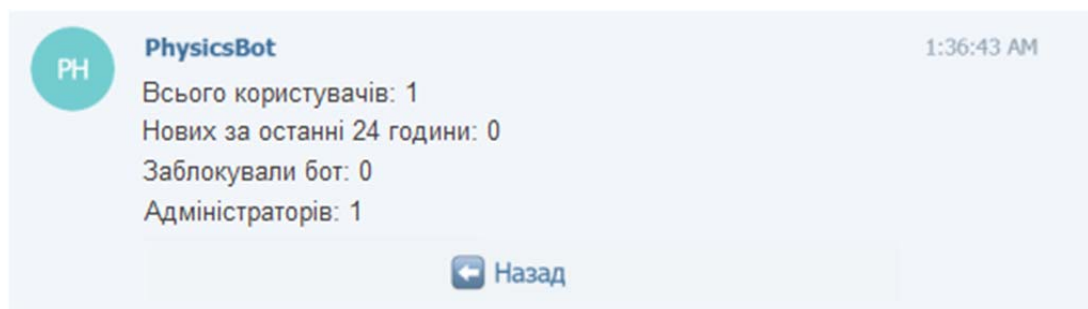 PH
PhysicsBot
1:36:43 AM
Всього користувачів: 1
Нових за останні 24 години: 0
Заблокували бот: 0
Адміністраторів: 1
Назад